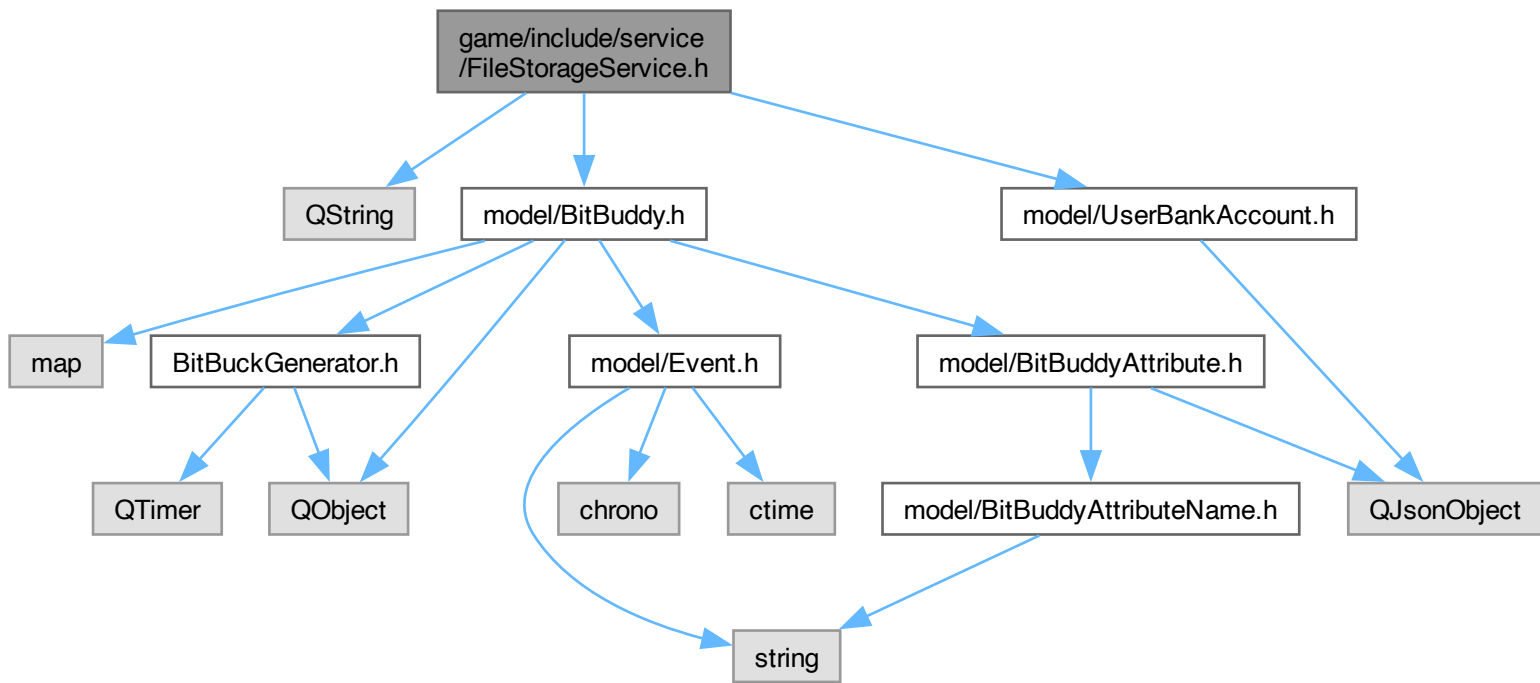 game/include/service
/FileStorageService.h
QString
model/BitBuddy.h
model/UserBankAccount.h
map
BitBuckGenerator.h
model/Event.h
model/BitBuddyAttribute.h
QTimer
QObject
chrono
ctime
model/BitBuddyAttributeName.h
QJsonObject
string